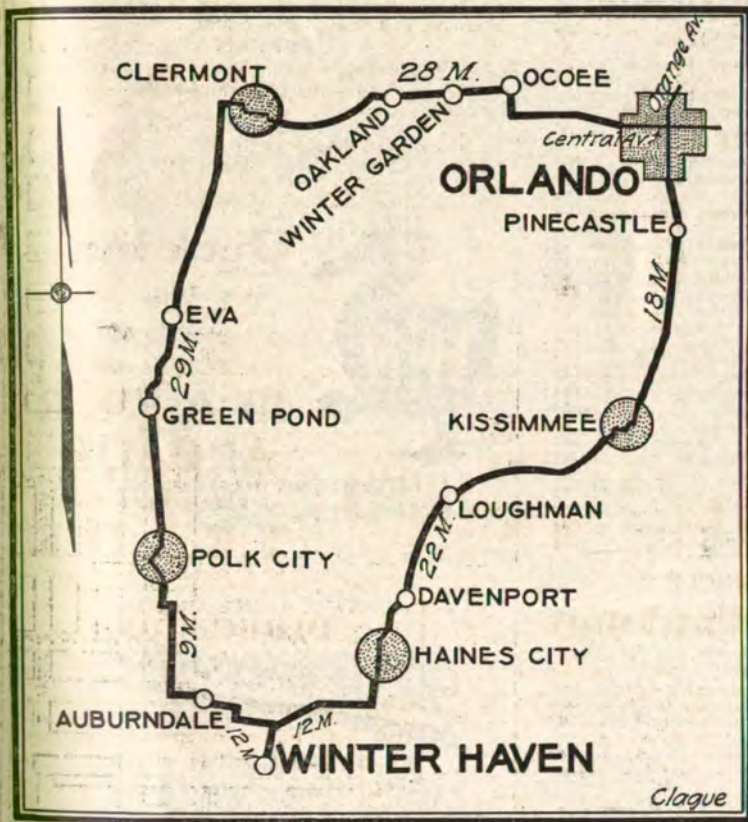 CLERMONT
28 M.
OCOEE
Orange Av.
OAKLAND
WINTER GARDEN
Central Av.
ORLANDO
PINECASTLE
18 M.
EVA
29 M.
GREEN POND
KISSIMMEE
LOUGHMAN
22 M.
POLK CITY
DAVENPORT
9 M.
HAINES CITY
AUBURNDALE
12 M.
12 M.
WINTER HAVEN
Clague